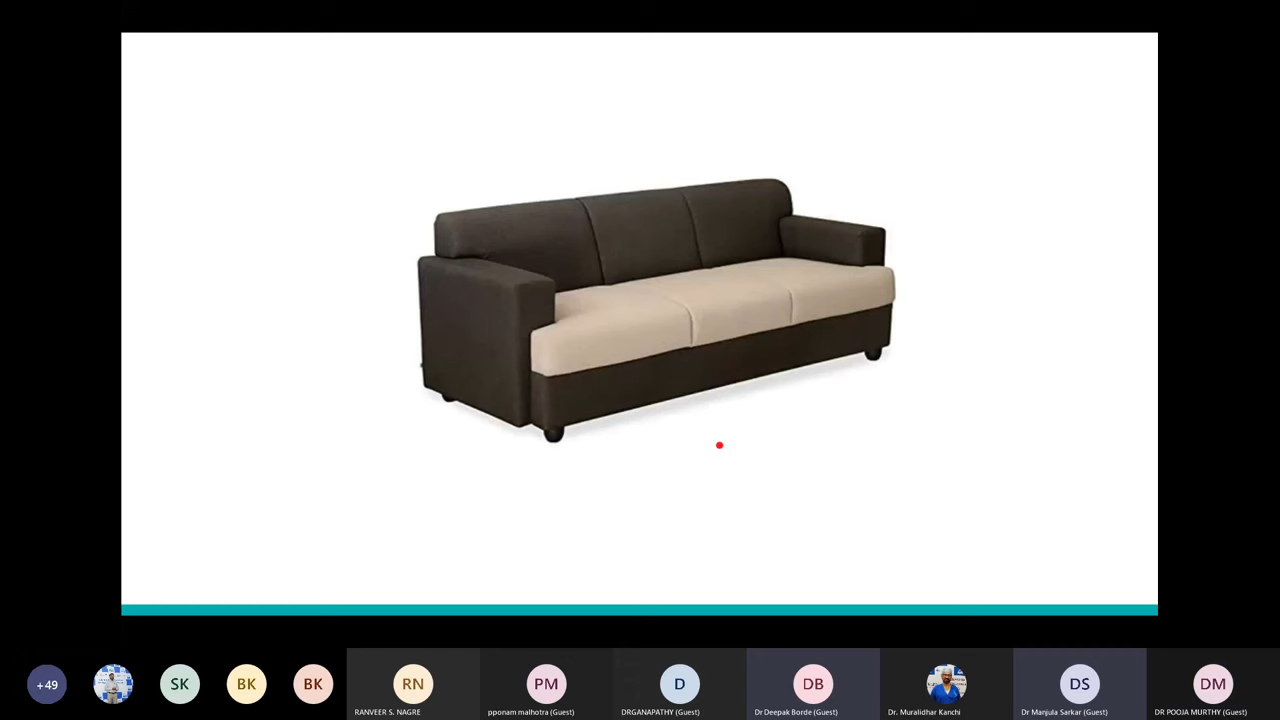 +49
SK
BK
BK
RN
RANVEER S. NAGRE
PM
pponam malhotra (Guest)
D
DRGANAPATHY (Guest)
DB
Dr Deepak Borde (Guest)
Dr. Muralidhar Kanchi
DS
Dr Manjula Sarkar (Guest)
DM
DR POOJA MURTHY (Guest)